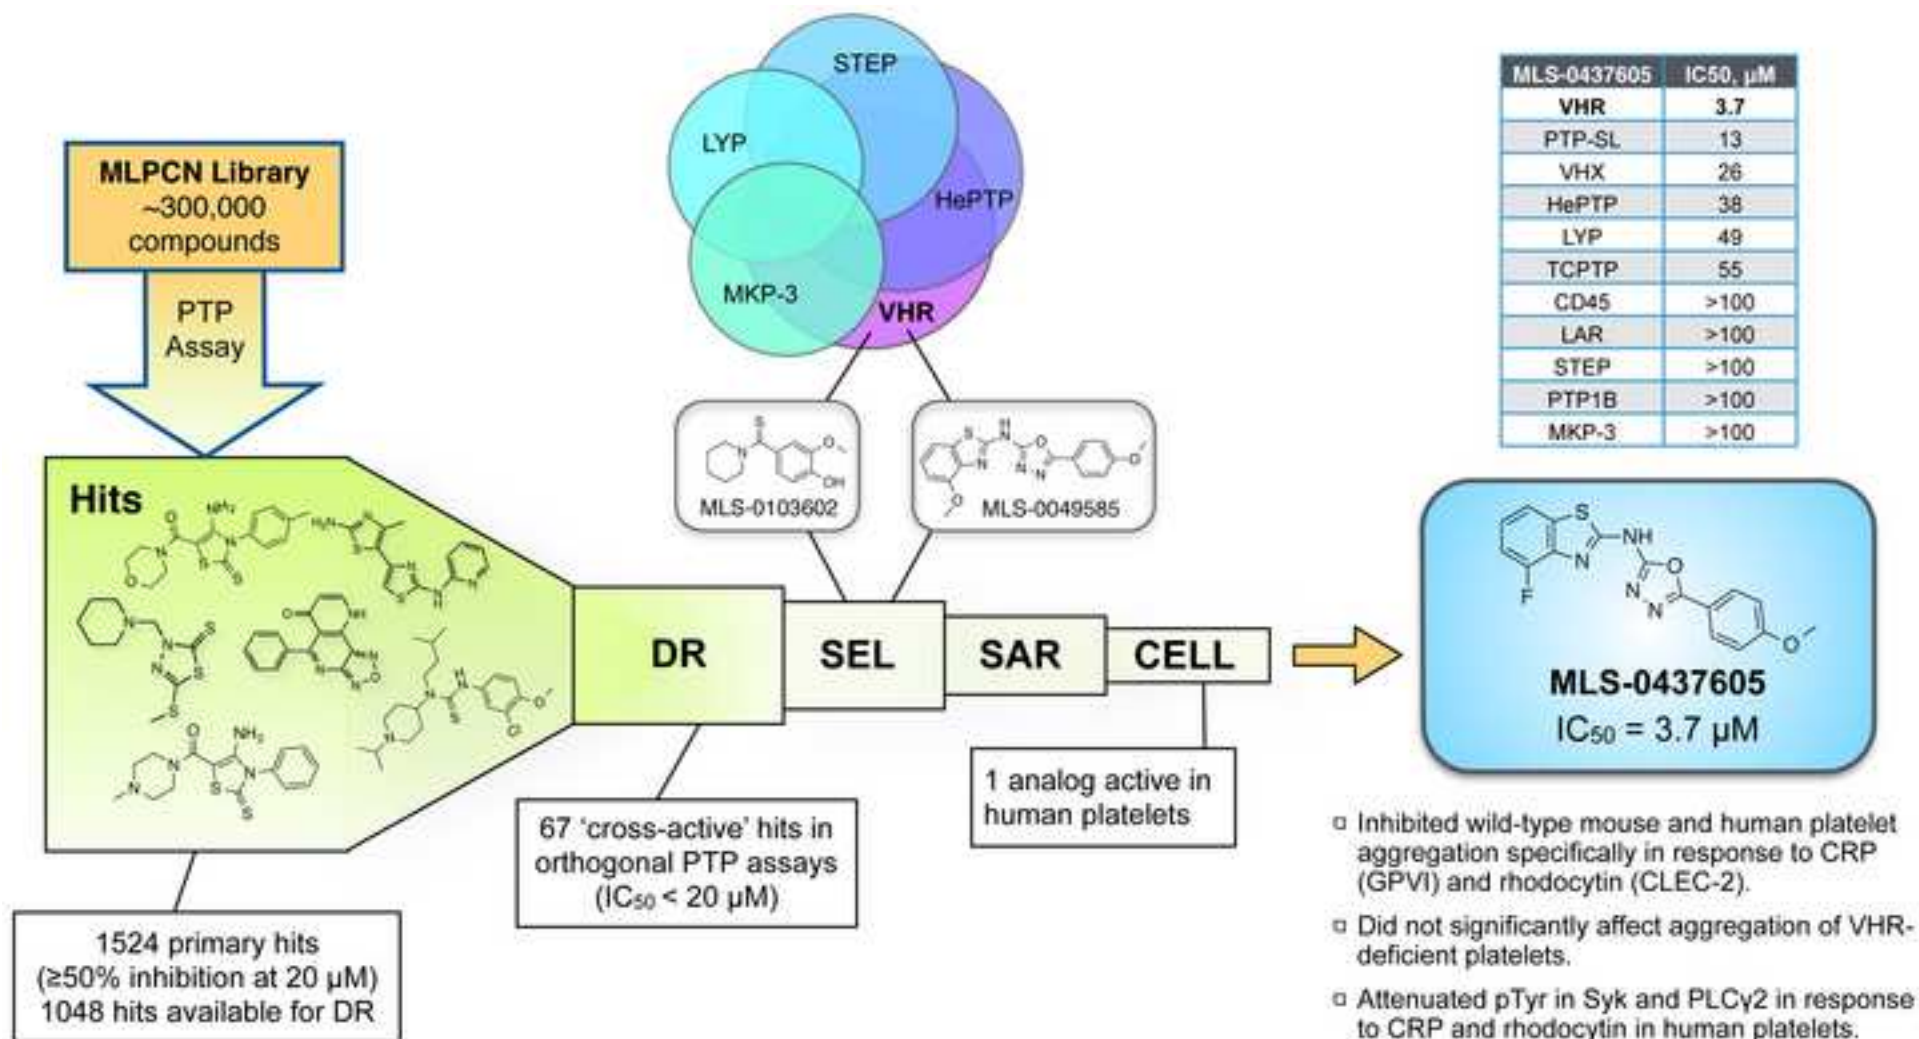 MLPCN Library
~300,000
compounds
PTP
Assay
Hits
1524 primary hits
(≥50% inhibition at 20 µM)
1048 hits available for DR
STEP
LYP
HePTP
MKP-3
VHR
MLS-0103602
MLS-0049585
DR
SEL
SAR
CELL
67 ‘cross-active’ hits in
orthogonal PTP assays
(IC50 < 20 µM)
1 analog active in
human platelets
MLS-0437605 IC50, µM
VHR 3.7
PTP-SL 13
VHX 26
HePTP 38
LYP 49
TCPTP 55
CD45 >100
LAR >100
STEP >100
PTP1B >100
MKP-3 >100
MLS-0437605
IC50 = 3.7 µM
Inhibited wild-type mouse and human platelet
aggregation specifically in response to CRP
(GPVI) and rhodocytin (CLEC-2).
Did not significantly affect aggregation of VHR-
deficient platelets.
Attenuated pTyr in Syk and PLCγ2 in response
to CRP and rhodocytin in human platelets.